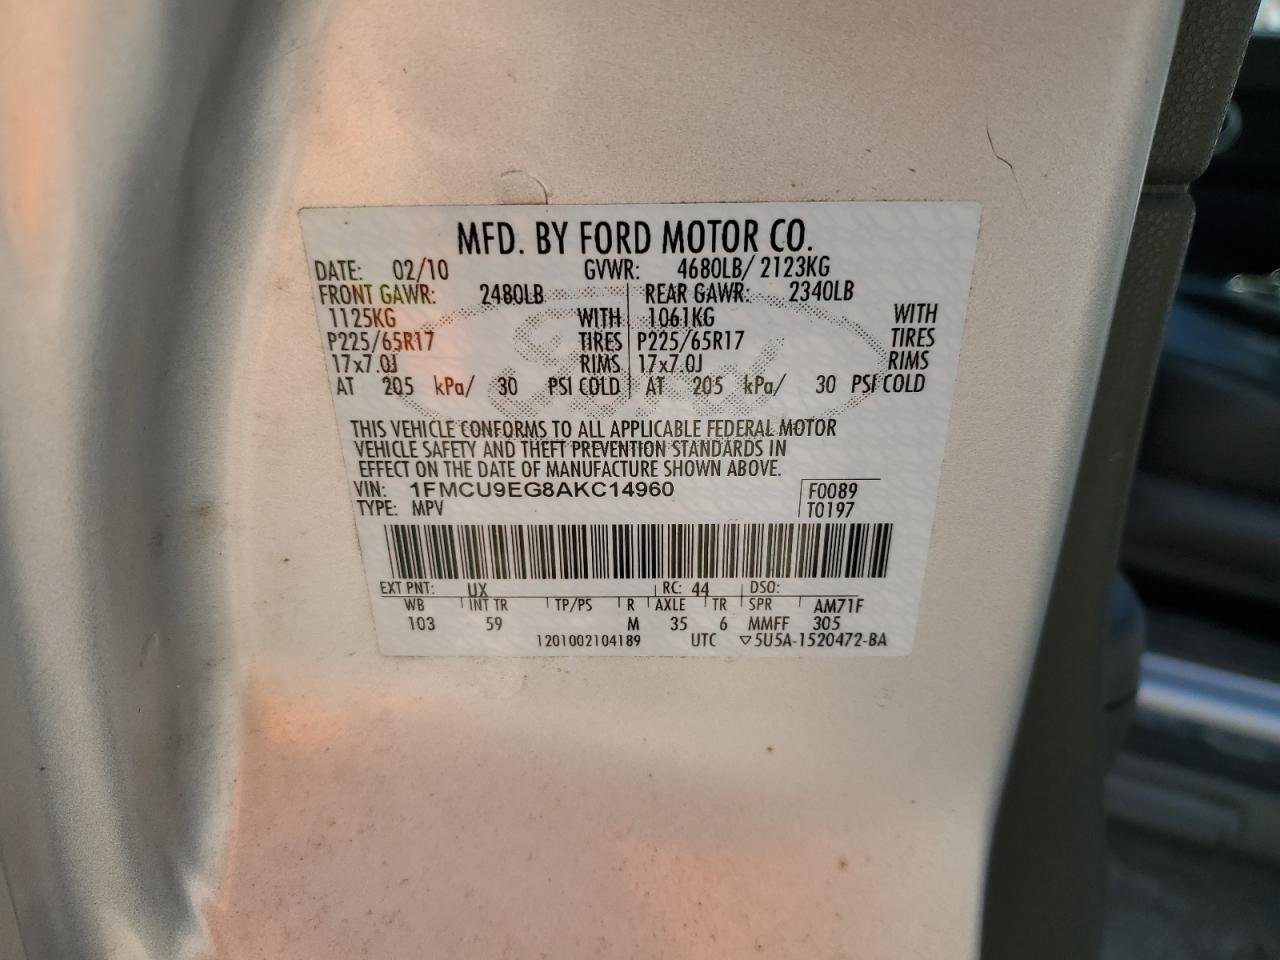 MFD. BY FORD MOTOR CO.
DATE: 02/10 GVWR: 4680LB/ 2123KG
FRONT GAWR: 2480LB REAR GAWR: 2340LB
1125KG WITH 1061KG WITH
P225/65R17 TIRES P225/65R17 TIRES
17x7.0J RIMS 17x7.0J RIMS
AT 205 kPa/ 30 PSI COLD AT 205 kPa/ 30 PSI COLD
THIS VEHICLE CONFORMS TO ALL APPLICABLE FEDERAL MOTOR
VEHICLE SAFETY AND THEFT PREVENTION STANDARDS IN
EFFECT ON THE DATE OF MANUFACTURE SHOWN ABOVE.
VIN: 1FMCU9EG8AKC14960 F0089
TYPE: MPV T0197
EXT PNT: UX RC: 44 DSO:
WB INT TR TP/PS R AXLE TR SPR AM71F
103 59 M 35 6 MMFF 305
1201002104189 UTC ▽5U5A-1520472-BA